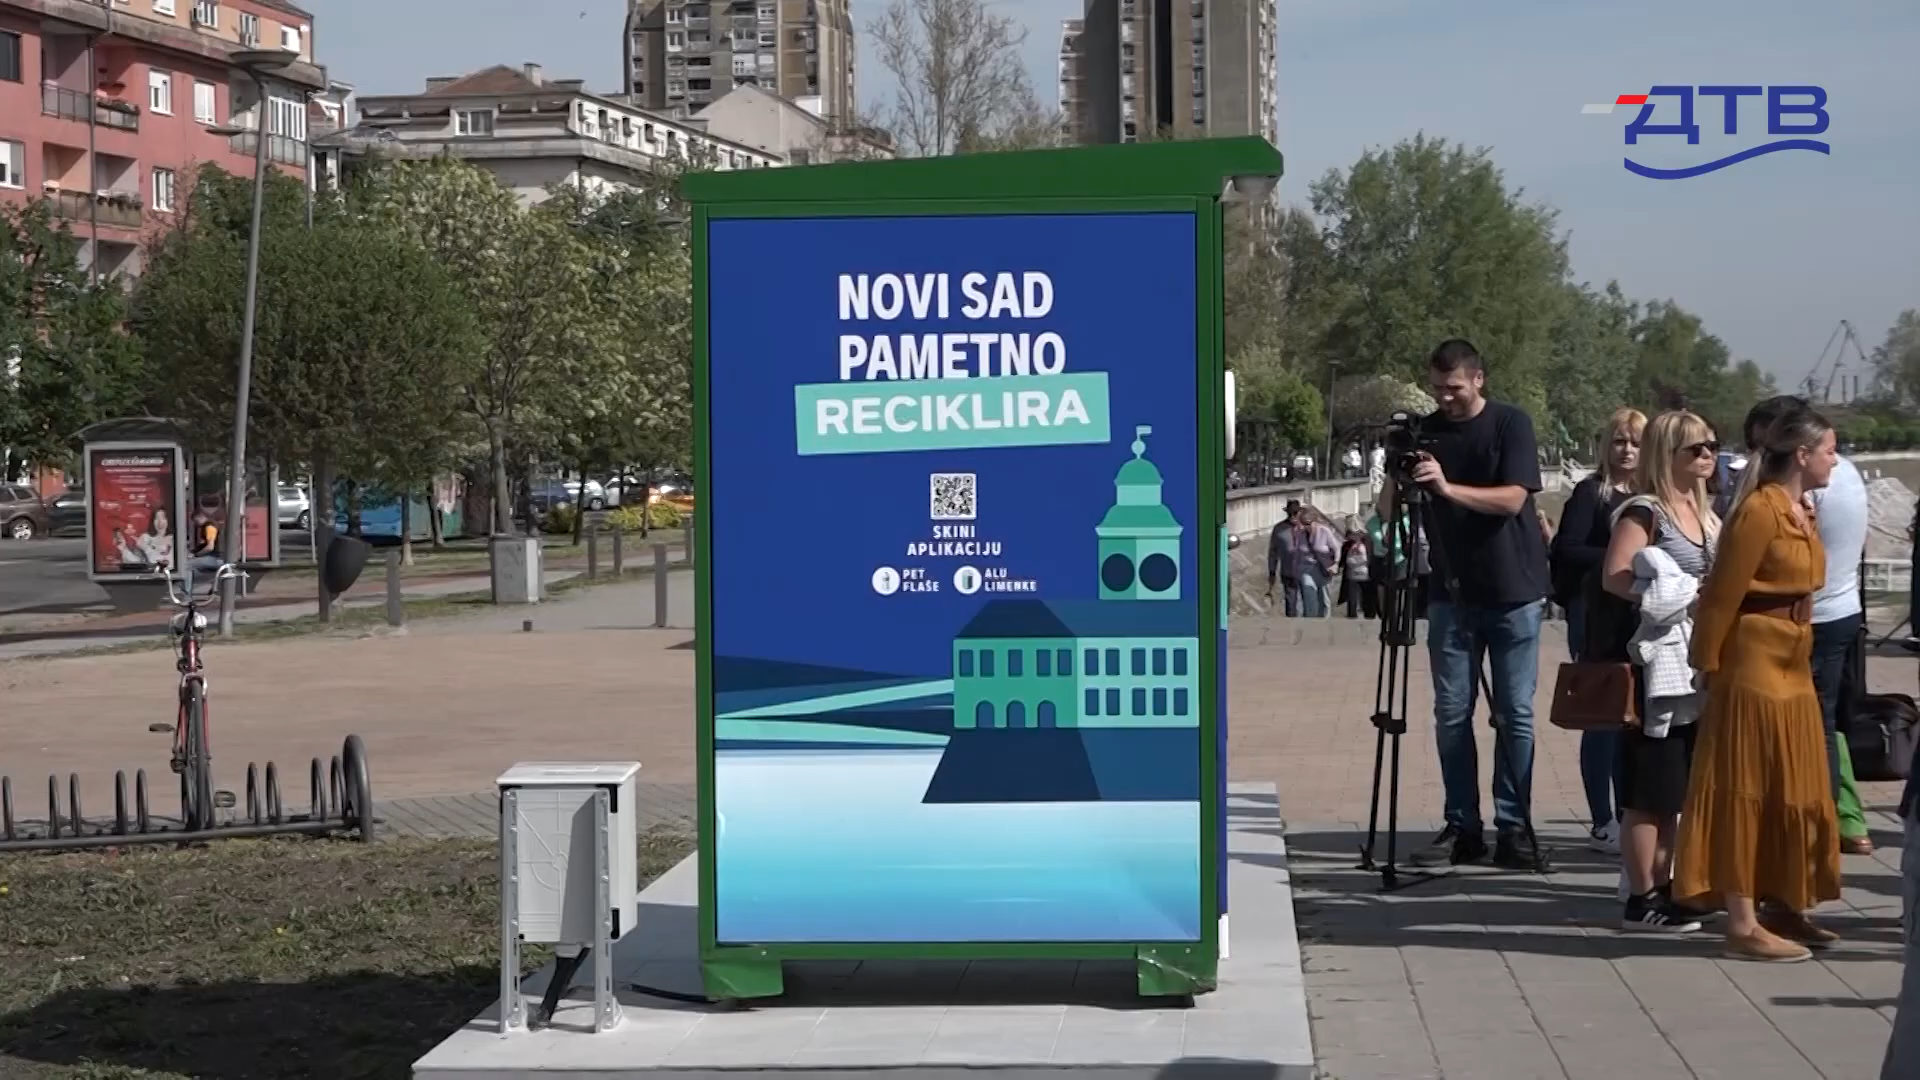 ДТВ
NOVI SAD
PAMETNO
RECIKLIRA
SKINI
APLIKACIJU
PET
FLAŠE
ALU
LIMENKE